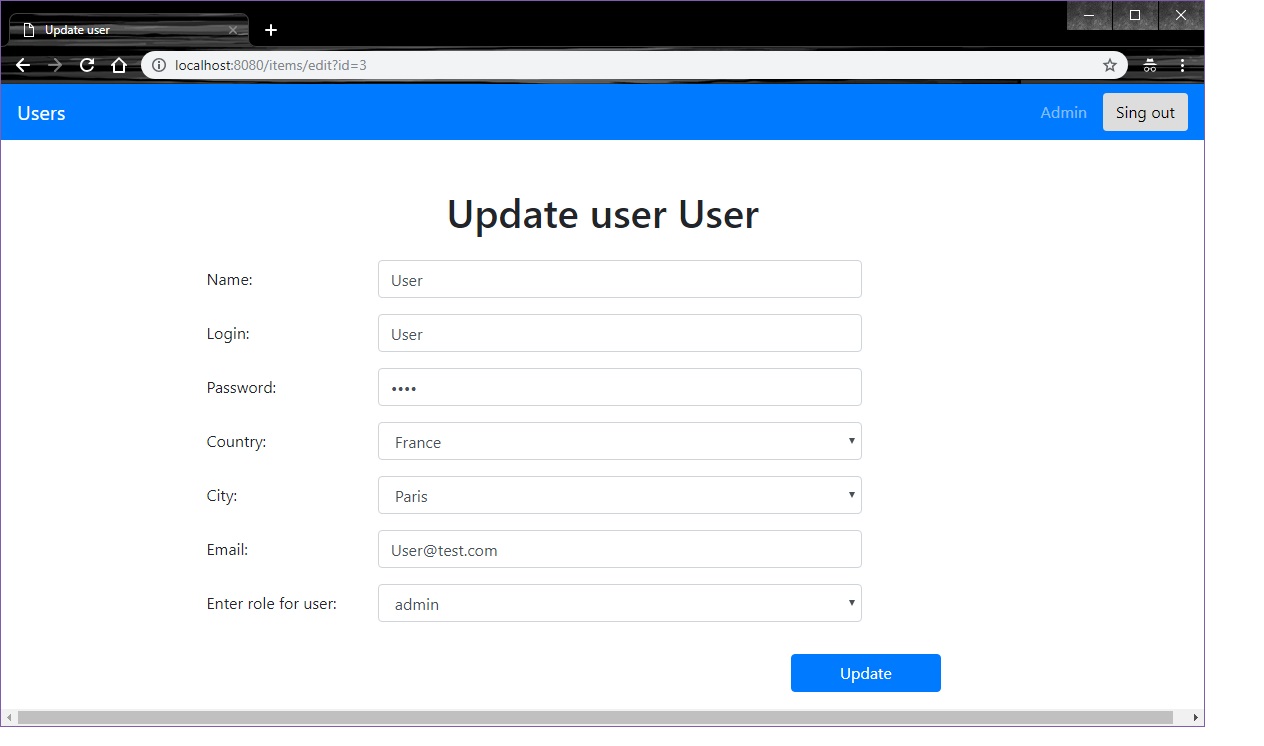 Update user
localhost:8080/items/edit?id=3
Users Admin Sing out
Update user User
Name: User
Login: User
Password: ••••
Country: France
City: Paris
Email: User@test.com
Enter role for user: admin
Update